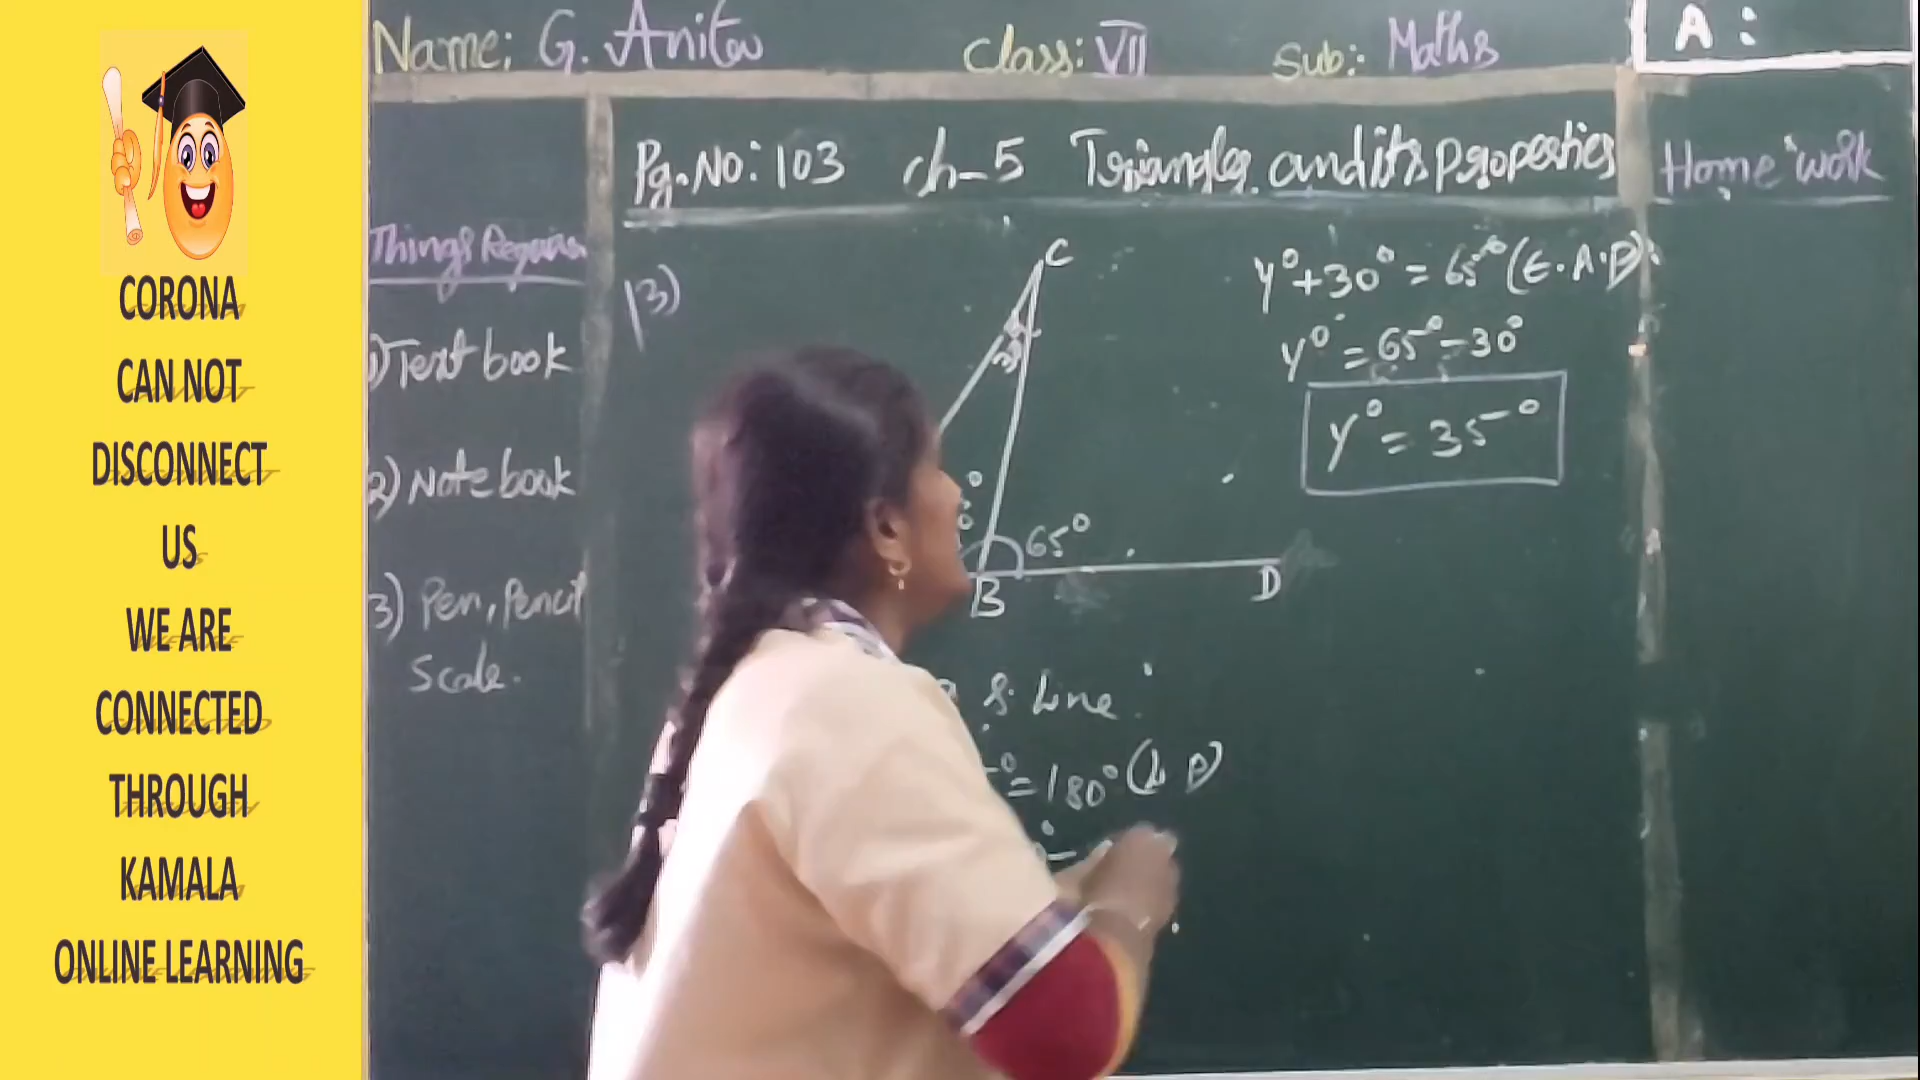 CORONA
CAN NOT
DISCONNECT
US
WE ARE
CONNECTED
THROUGH
KAMALA
ONLINE LEARNING
Name: G. Anita
Class: VII
Sub: Maths
A :
Pg.No: 103 ch-5 Triangles and its properties
Home work
Things
1) Text book
2) Note book
3) Pen, Pencil
Scale.
13)
C
65°
B
D
y° + 30° = 65° (E.A.P)
y° = 65° - 30°
y° = 35°
Line
= 180°